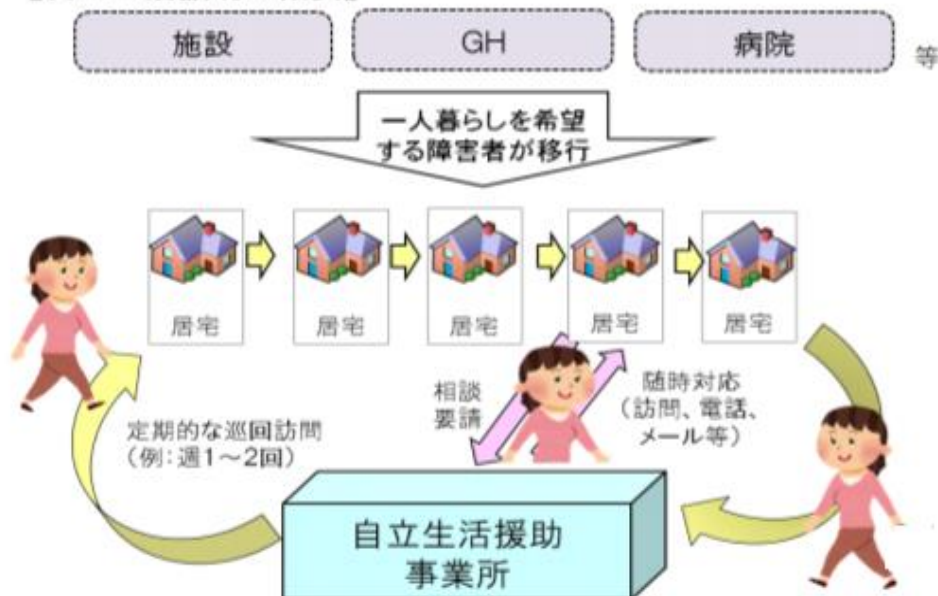 施設
GH
病院
等
一人暮らしを希望
する障害者が移行
居宅
居宅
居宅
居宅
居宅
相談
要請
随時対応
（訪問、電話、
メール等）
定期的な巡回訪問
（例：週1～2回）
自立生活援助
事業所